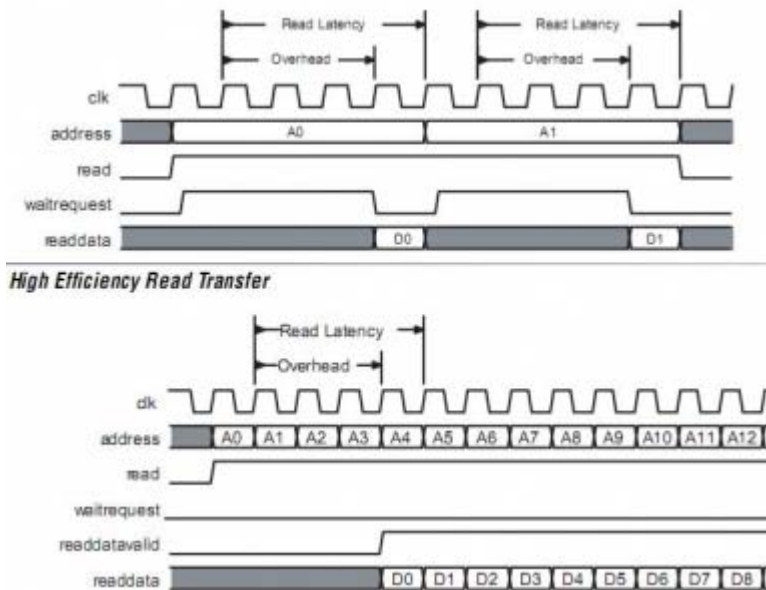 Read Latency Read Latency
Overhead Overhead
clk
address A0 A1
read
waitrequest
readdata D0 D1
High Efficiency Read Transfer
Read Latency
Overhead
clk
address A0 A1 A2 A3 A4 A5 A6 A7 A8 A9 A10 A11 A12
read
waitrequest
readdatavalid
readdata D0 D1 D2 D3 D4 D5 D6 D7 D8